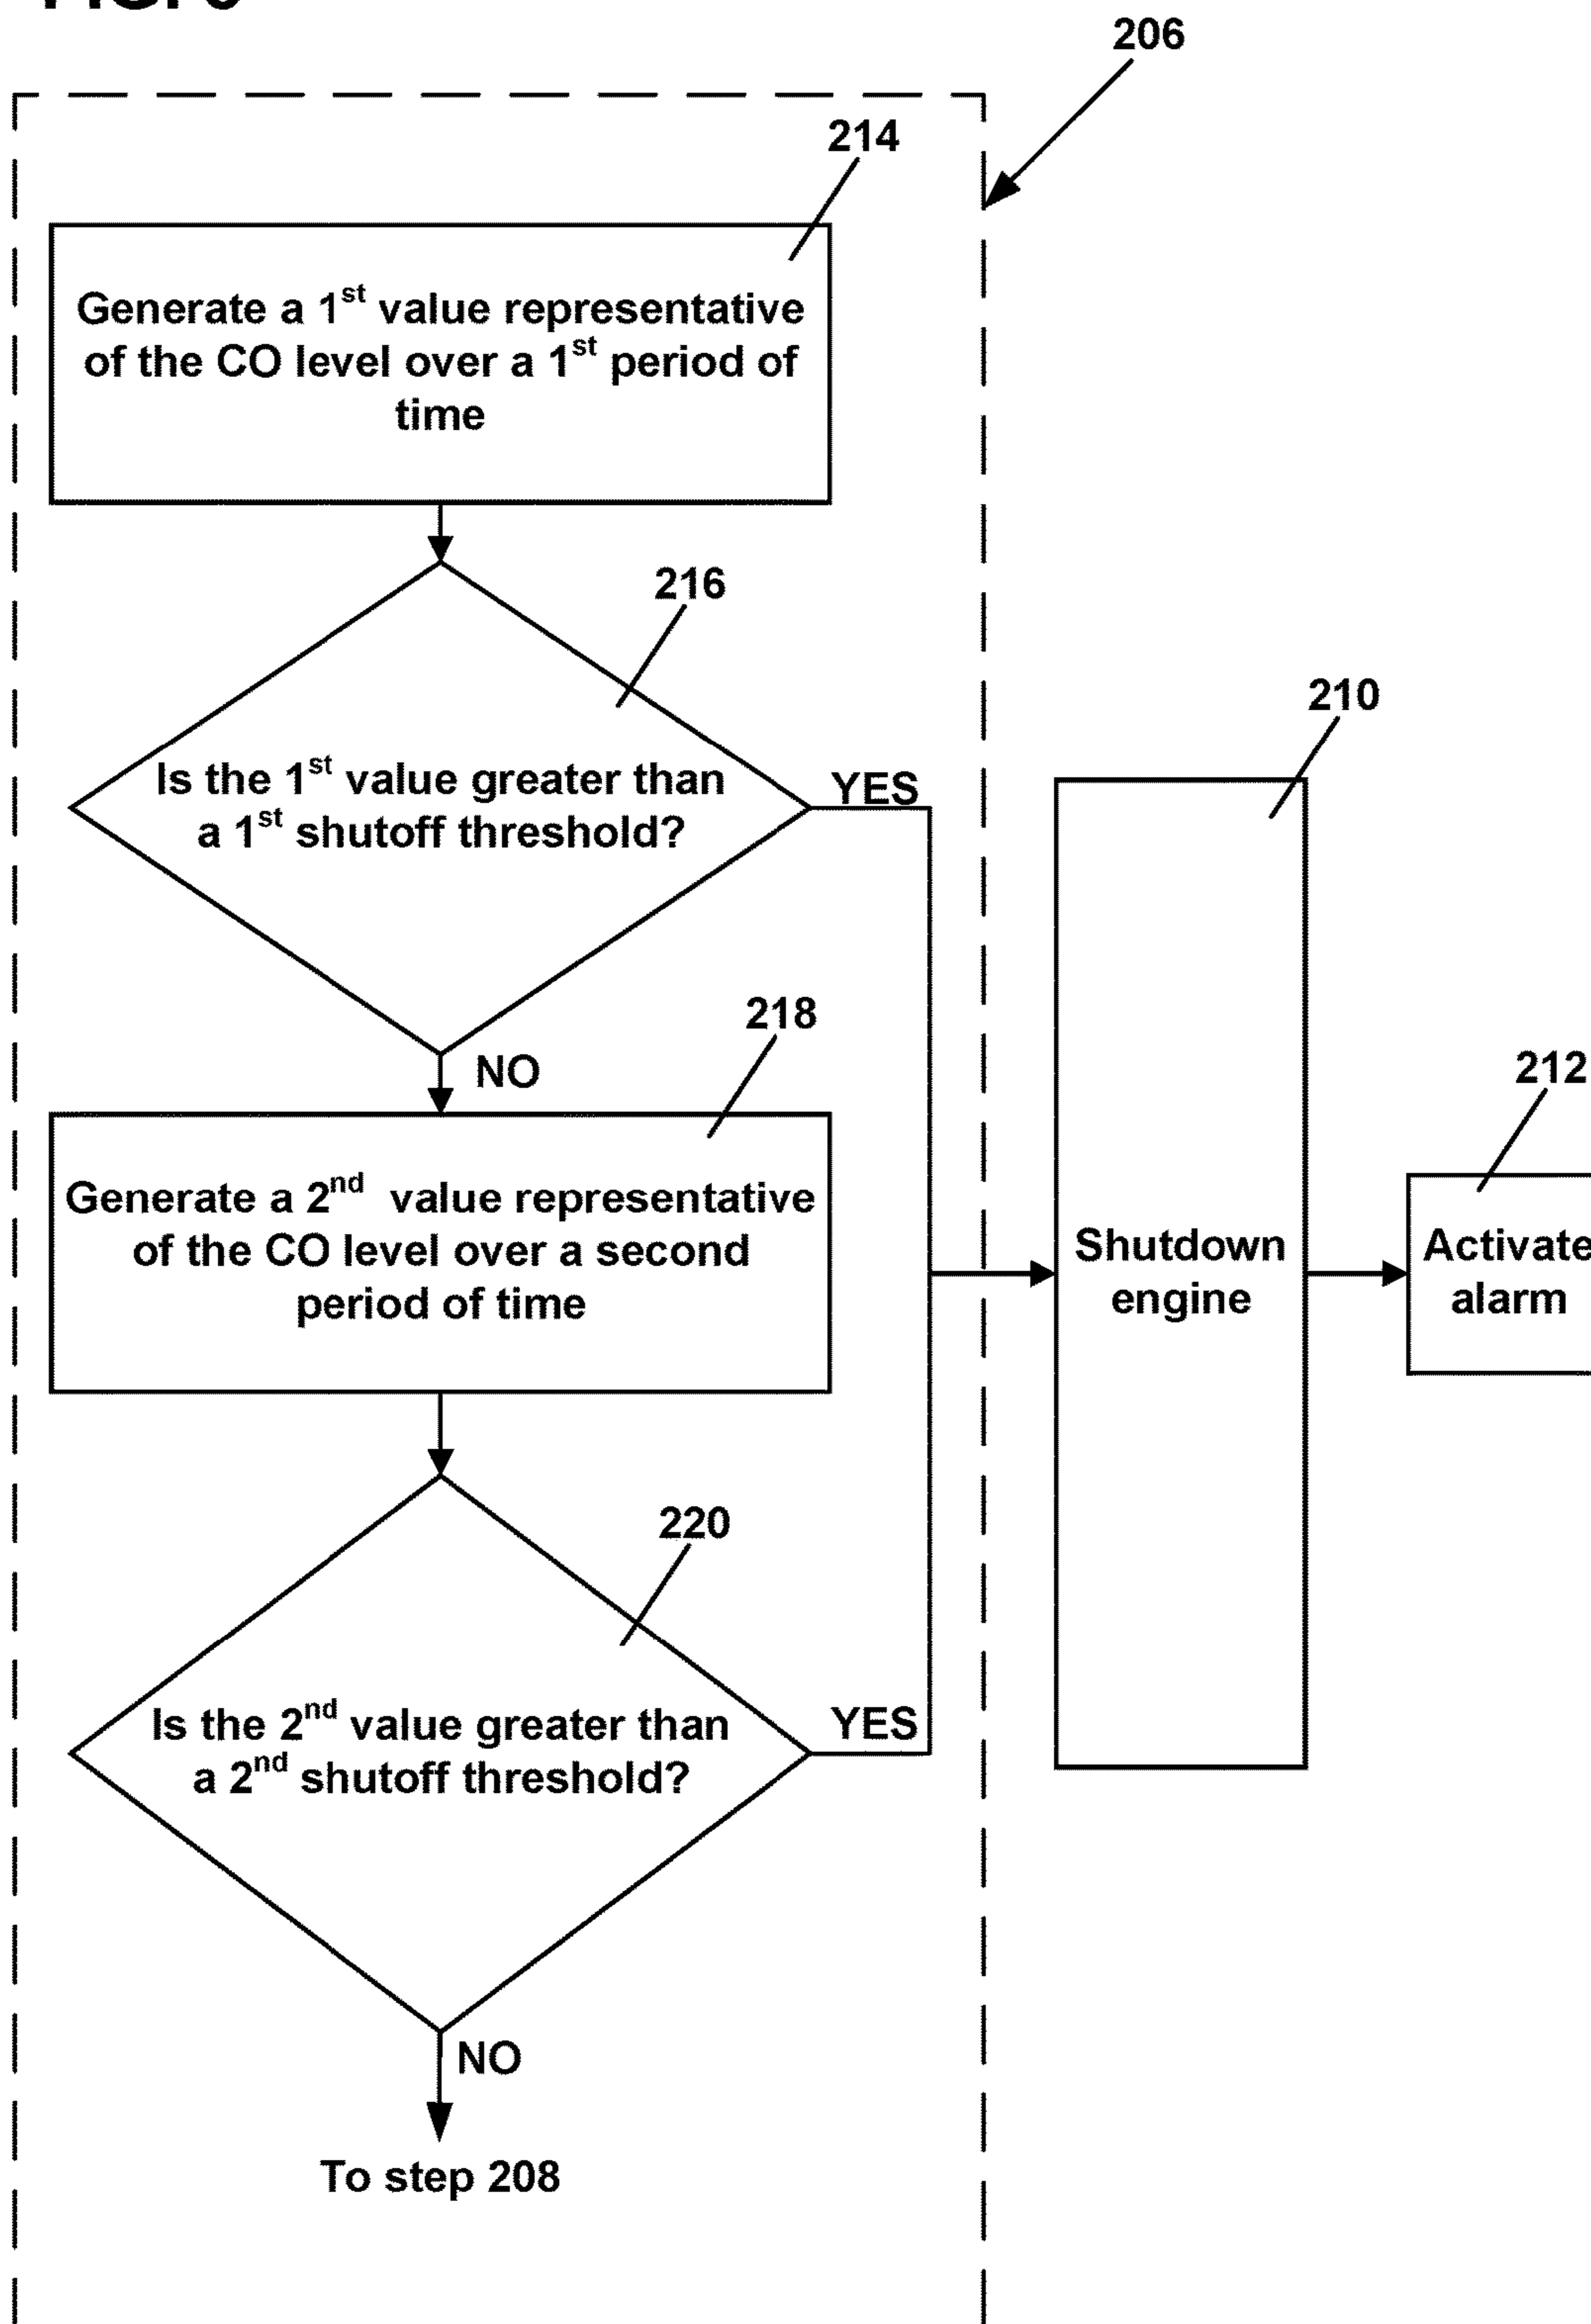 206
214
Generate a 1st value representative
of the CO level over a 1st period of
time
216
Is the 1st value greater than
a 1st shutoff threshold?
YES
NO
210
218
Generate a 2nd value representative
of the CO level over a second
period of time
Shutdown
engine
212
Activate
alarm
220
Is the 2nd value greater than
a 2nd shutoff threshold?
YES
NO
To step 208